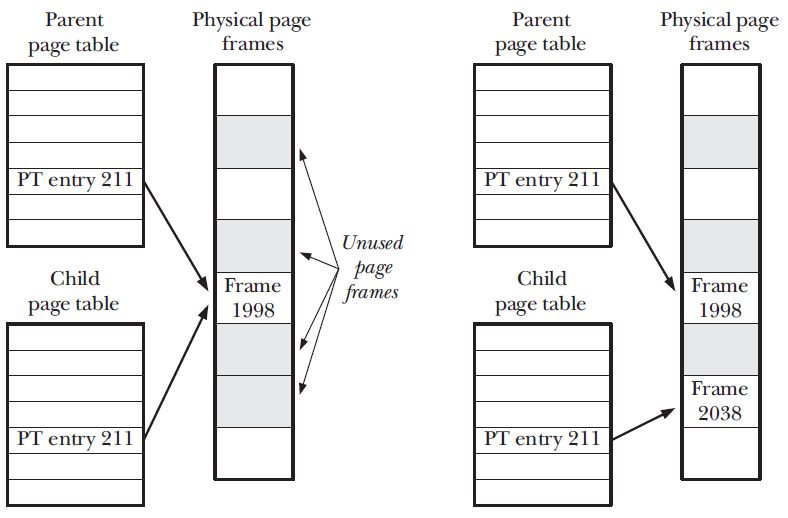 Parent
page table
Physical page
frames
PT entry 211
Child
page table
PT entry 211
Frame
1998
Unused
page
frames
Parent
page table
Physical page
frames
PT entry 211
Child
page table
PT entry 211
Frame
1998
Frame
2038